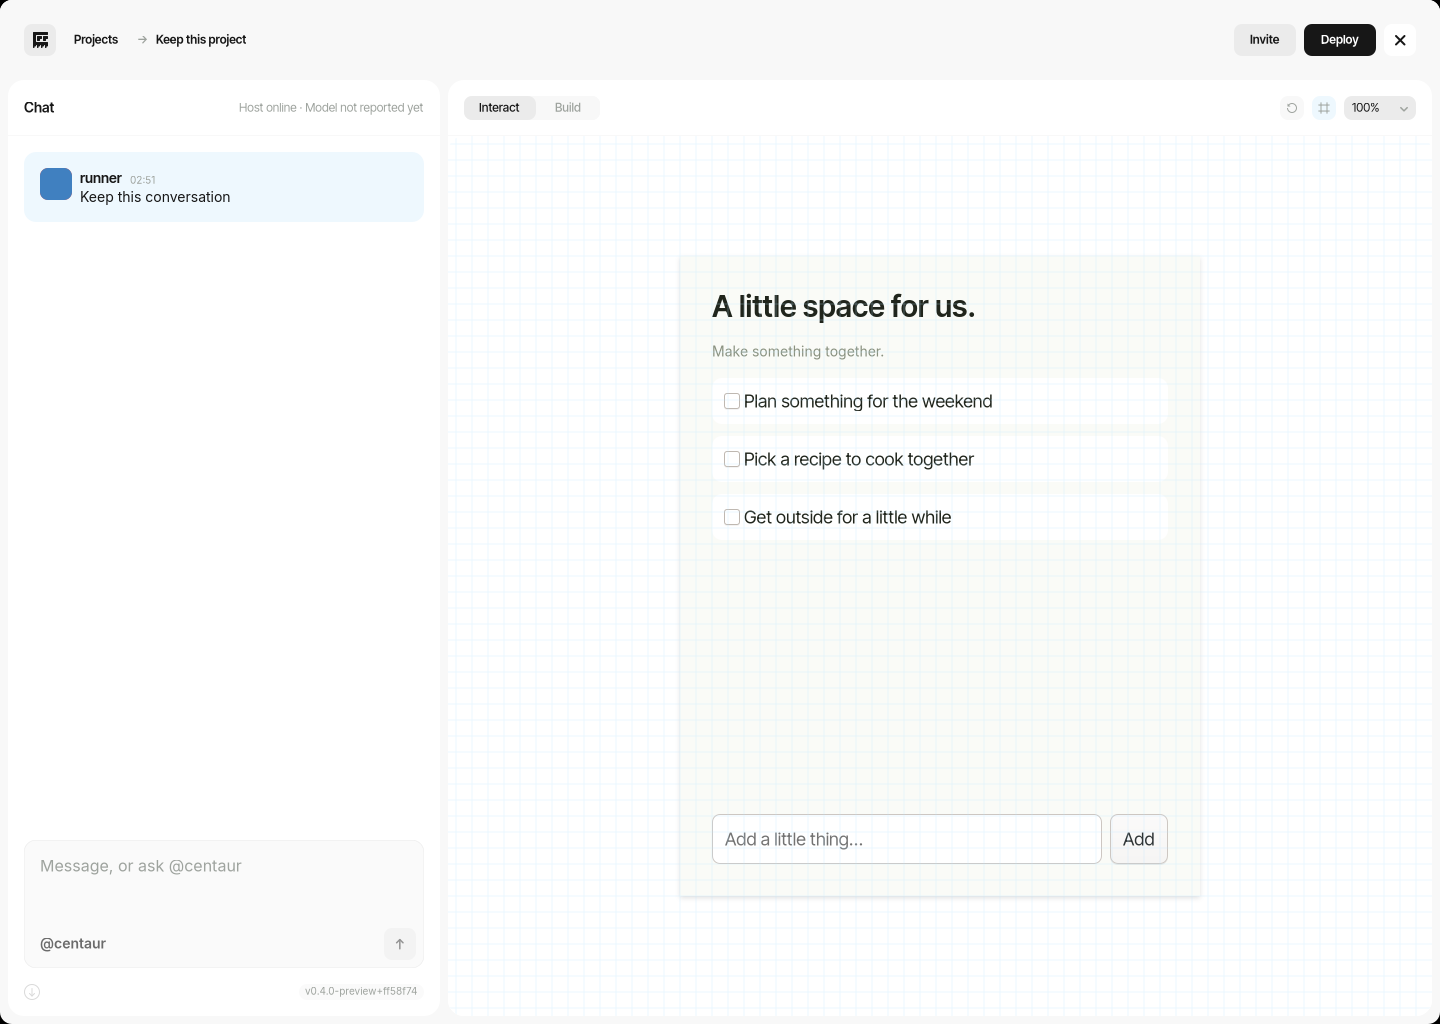 Projects → Keep this project
Invite
Deploy
Chat
Host online · Model not reported yet
runner 02:51
Keep this conversation
Message, or ask @centaur
@centaur
v0.4.0-preview+ff58f74
Interact
Build
100%
A little space for us.
Make something together.
Plan something for the weekend
Pick a recipe to cook together
Get outside for a little while
Add a little thing...
Add